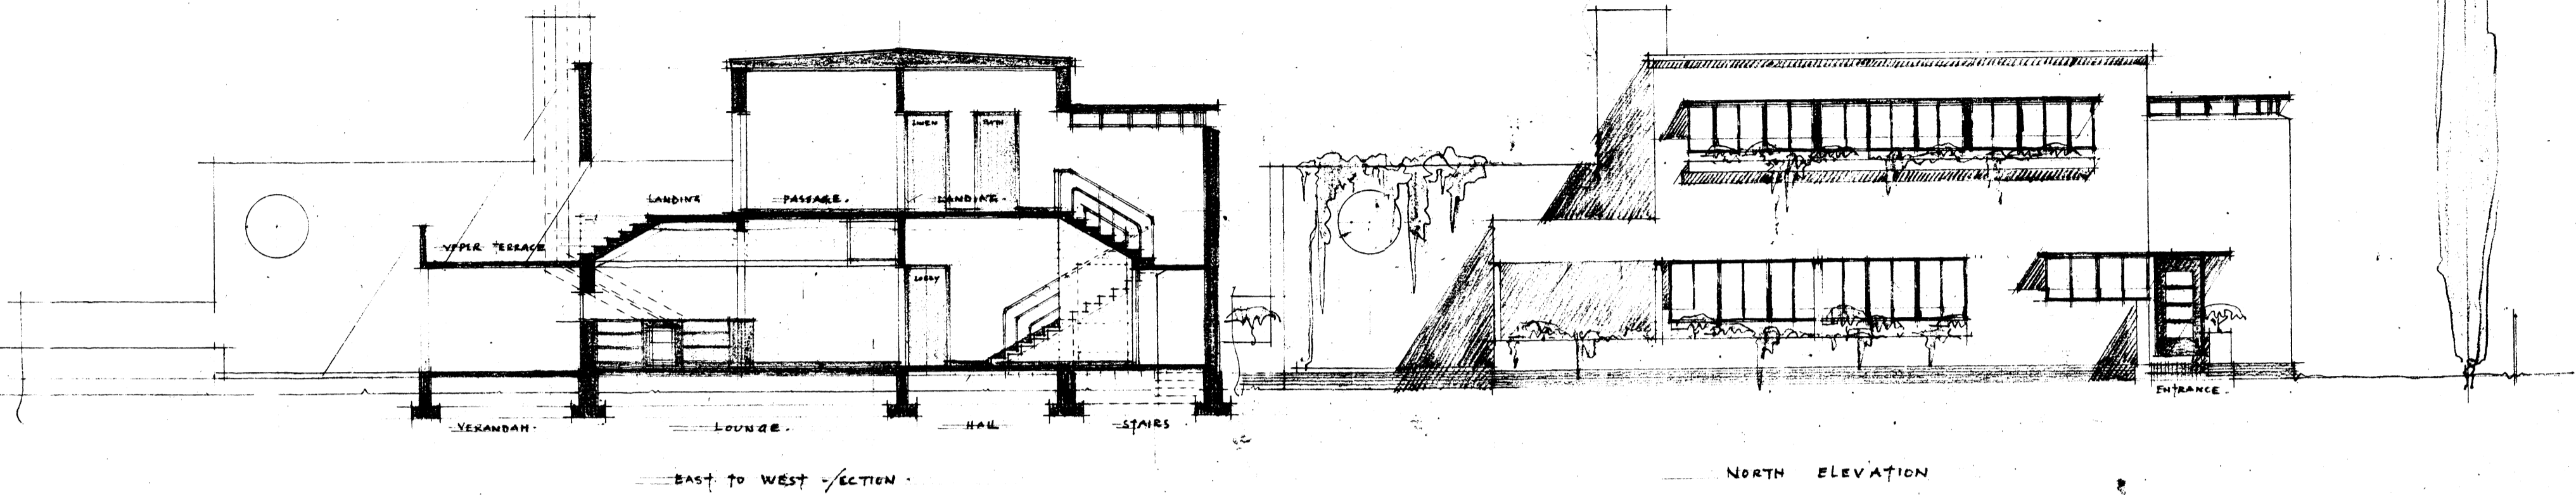 LINEN
BATH
LANDING
PASSAGE.
LANDING.
UPPER TERRACE
LOBBY
ENTRANCE.
VERANDAH.
LOUNGE.
HALL
STAIRS
EAST TO WEST SECTION.
NORTH ELEVATION